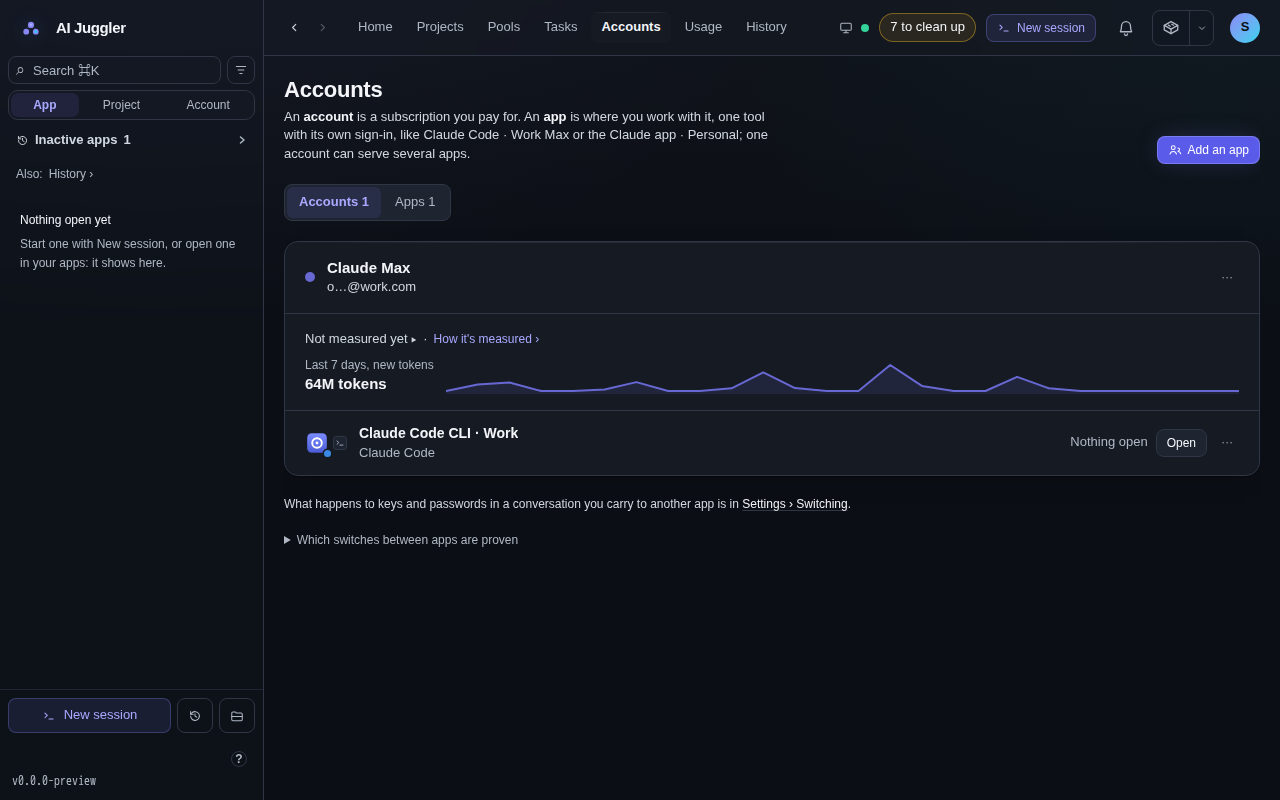 AI Juggler
Search ⌘K
App
Project
Account
Inactive apps 1
Also: History ›
Nothing open yet
Start one with New session, or open one
in your apps: it shows here.
New session
?
v0.0.0-preview
Home
Projects
Pools
Tasks
Accounts
Usage
History
7 to clean up
New session
S
Accounts
An account is a subscription you pay for. An app is where you work with it, one tool
with its own sign-in, like Claude Code · Work Max or the Claude app · Personal; one
account can serve several apps.
Add an app
Accounts 1
Apps 1
Claude Max
o…@work.com
Not measured yet ▸ · How it's measured ›
Last 7 days, new tokens
64M tokens
Claude Code CLI · Work
Claude Code
Nothing open
Open
What happens to keys and passwords in a conversation you carry to another app is in Settings › Switching.
Which switches between apps are proven